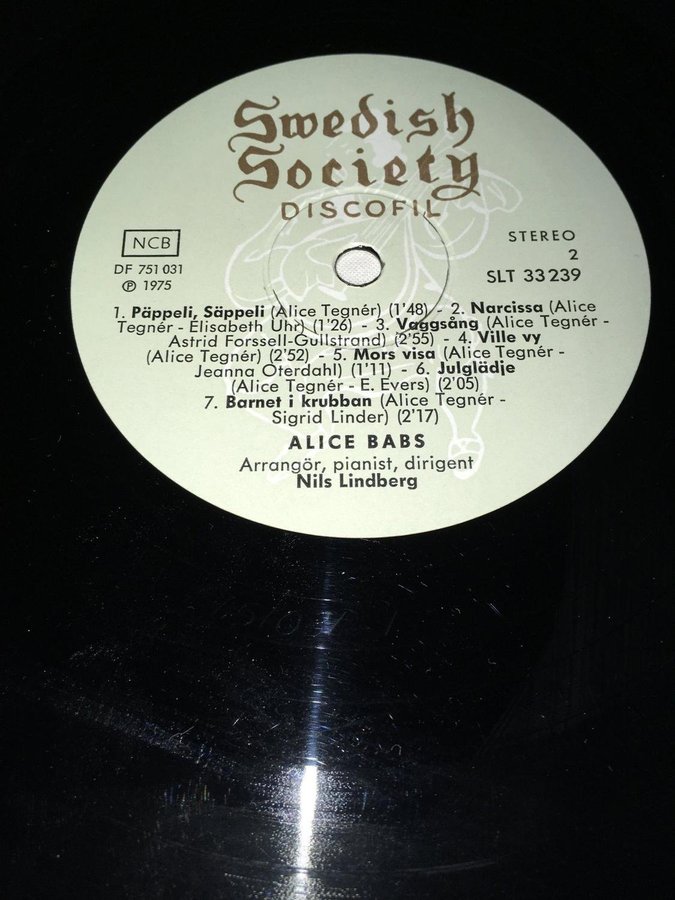 Swedish
Society
DISCOFIL
NCB
DF 751 031
℗ 1975
STEREO
2
SLT 33 239
1. Päppeli, Säppeli (Alice Tegnér) (1'48) - 2. Narcissa (Alice
Tegnér - Elisabeth Uhr) (1'26) - 3. Vaggsång (Alice Tegnér -
Astrid Forssell-Gullstrand) (2'55) - 4. Ville vy
(Alice Tegnér) (2'52) - 5. Mors visa (Alice Tegnér -
Jeanna Oterdahl) (1'11) - 6. Julglädje
(Alice Tegnér - E. Evers) (2'05)
7. Barnet i krubban (Alice Tegnér -
Sigrid Linder) (2'17)
ALICE BABS
Arrangör, pianist, dirigent
Nils Lindberg